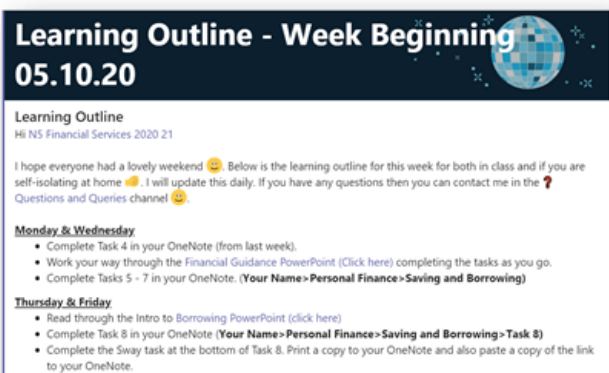 Learning Outline - Week Beginning
05.10.20
Learning Outline
Hi N5 Financial Services 2020 21
I hope everyone had a lovely weekend 😀. Below is the learning outline for this week for both in class and if you are
self-isolating at home 👍. I will update this daily. If you have any questions then you can contact me in the ❓
Questions and Queries channel 😀.
Monday & Wednesday
• Complete Task 4 in your OneNote (from last week).
• Work your way through the Financial Guidance PowerPoint (Click here) completing the tasks as you go.
• Complete Tasks 5 - 7 in your OneNote. (Your Name>Personal Finance>Saving and Borrowing)
Thursday & Friday
• Read through the Intro to Borrowing PowerPoint (click here)
• Complete Task 8 in your OneNote (Your Name>Personal Finance>Saving and Borrowing>Task 8)
• Complete the Sway task at the bottom of Task 8. Print a copy to your OneNote and also paste a copy of the link
to your OneNote.